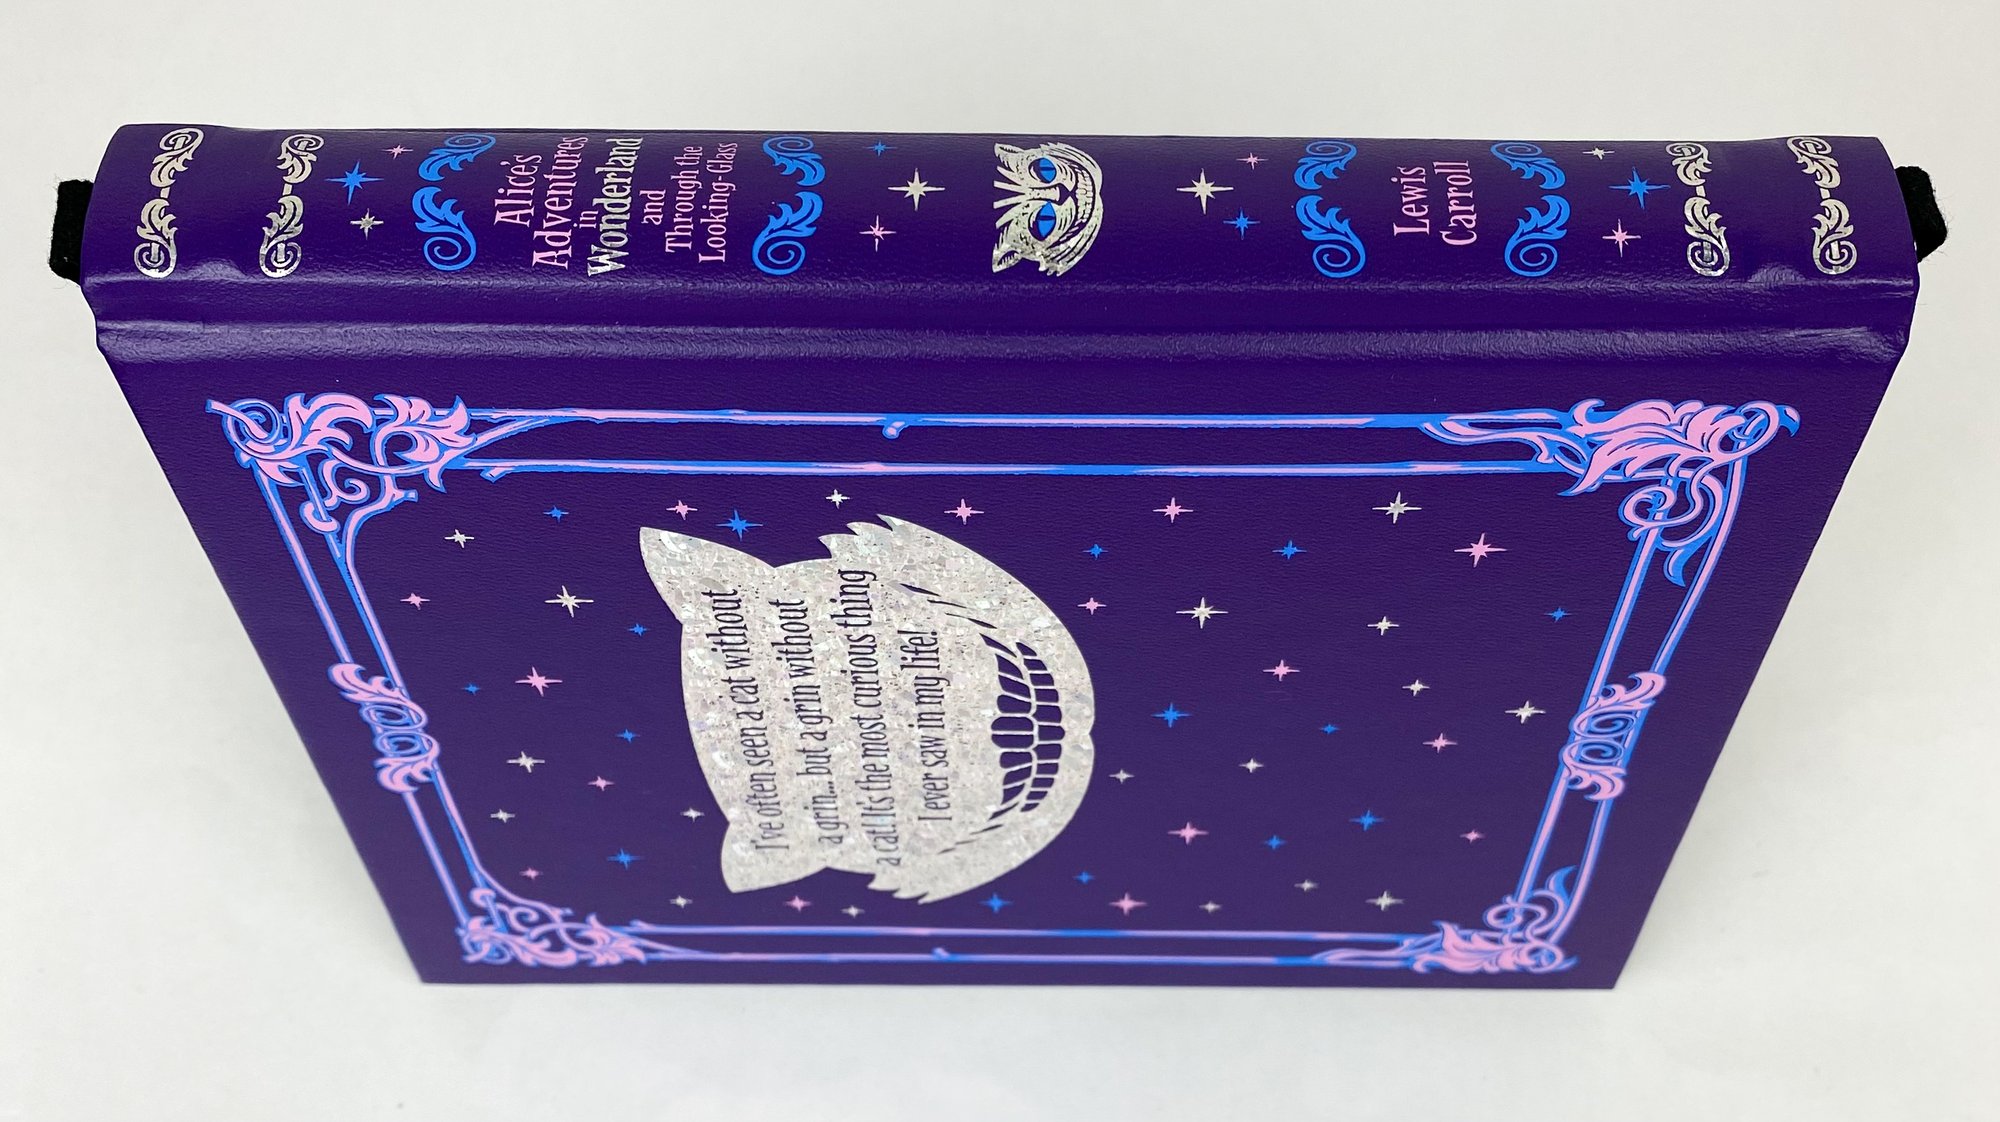 Alice's
Adventures
in
Wonderland
and
Through the
Looking-Glass
Lewis
Carroll
I've often seen a cat without
a grin... but a grin without
a cat! It's the most curious thing
I ever saw in my life!